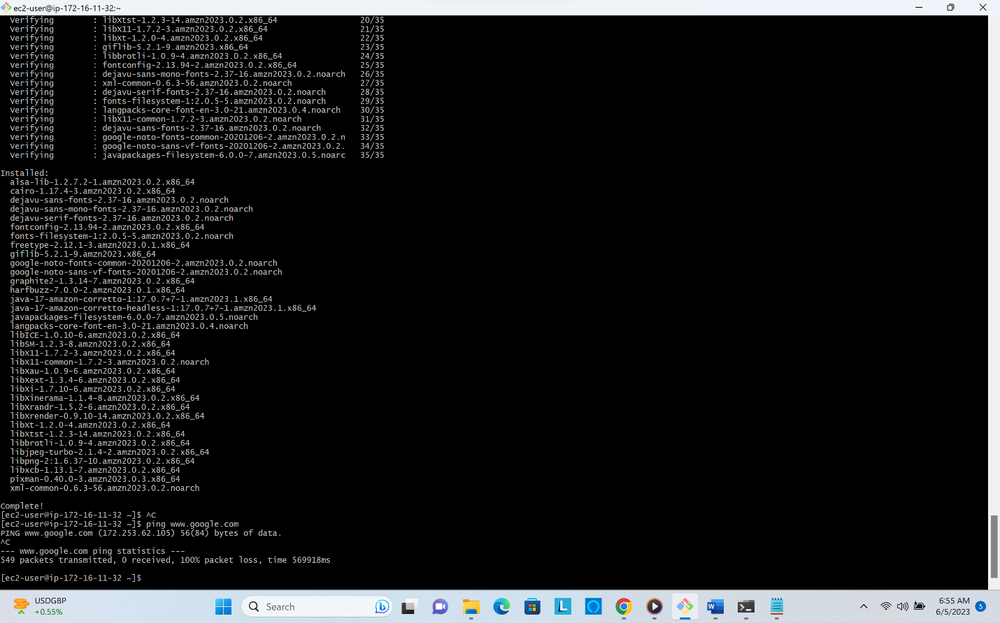 ec2-user@ip-172-16-11-32:~
Verifying : libXtst-1.2.3-14.amzn2023.0.2.x86_64 20/35
Verifying : libX11-1.7.2-3.amzn2023.0.2.x86_64 21/35
Verifying : libXt-1.2.0-4.amzn2023.0.2.x86_64 22/35
Verifying : giflib-5.2.1-9.amzn2023.x86_64 23/35
Verifying : libbrotli-1.0.9-4.amzn2023.0.2.x86_64 24/35
Verifying : fontconfig-2.13.94-2.amzn2023.0.2.x86_64 25/35
Verifying : dejavu-sans-mono-fonts-2.37-16.amzn2023.0.2.noarch 26/35
Verifying : xml-common-0.6.3-56.amzn2023.0.2.noarch 27/35
Verifying : dejavu-serif-fonts-2.37-16.amzn2023.0.2.noarch 28/35
Verifying : fonts-filesystem-1:2.0.5-5.amzn2023.0.2.noarch 29/35
Verifying : langpacks-core-font-en-3.0-21.amzn2023.0.4.noarch 30/35
Verifying : libX11-common-1.7.2-3.amzn2023.0.2.noarch 31/35
Verifying : dejavu-sans-fonts-2.37-16.amzn2023.0.2.noarch 32/35
Verifying : google-noto-fonts-common-20201206-2.amzn2023.0.2.n 33/35
Verifying : google-noto-sans-vf-fonts-20201206-2.amzn2023.0.2. 34/35
Verifying : javapackages-filesystem-6.0.0-7.amzn2023.0.5.noarc 35/35
Installed:
alsa-lib-1.2.7.2-1.amzn2023.0.2.x86_64
cairo-1.17.4-3.amzn2023.0.2.x86_64
dejavu-sans-fonts-2.37-16.amzn2023.0.2.noarch
dejavu-sans-mono-fonts-2.37-16.amzn2023.0.2.noarch
dejavu-serif-fonts-2.37-16.amzn2023.0.2.noarch
fontconfig-2.13.94-2.amzn2023.0.2.x86_64
fonts-filesystem-1:2.0.5-5.amzn2023.0.2.noarch
freetype-2.12.1-3.amzn2023.0.1.x86_64
giflib-5.2.1-9.amzn2023.x86_64
google-noto-fonts-common-20201206-2.amzn2023.0.2.noarch
google-noto-sans-vf-fonts-20201206-2.amzn2023.0.2.noarch
graphite2-1.3.14-7.amzn2023.0.2.x86_64
harfbuzz-7.0.0-2.amzn2023.0.1.x86_64
java-17-amazon-corretto-1:17.0.7+7-1.amzn2023.1.x86_64
java-17-amazon-corretto-headless-1:17.0.7+7-1.amzn2023.1.x86_64
javapackages-filesystem-6.0.0-7.amzn2023.0.5.noarch
langpacks-core-font-en-3.0-21.amzn2023.0.4.noarch
libICE-1.0.10-6.amzn2023.0.2.x86_64
libSM-1.2.3-8.amzn2023.0.2.x86_64
libX11-1.7.2-3.amzn2023.0.2.x86_64
libX11-common-1.7.2-3.amzn2023.0.2.noarch
libXau-1.0.9-6.amzn2023.0.2.x86_64
libXext-1.3.4-6.amzn2023.0.2.x86_64
libXi-1.7.10-6.amzn2023.0.2.x86_64
libXinerama-1.1.4-8.amzn2023.0.2.x86_64
libXrandr-1.5.2-6.amzn2023.0.2.x86_64
libXrender-0.9.10-14.amzn2023.0.2.x86_64
libXt-1.2.0-4.amzn2023.0.2.x86_64
libXtst-1.2.3-14.amzn2023.0.2.x86_64
libbrotli-1.0.9-4.amzn2023.0.2.x86_64
libjpeg-turbo-2.1.4-2.amzn2023.0.2.x86_64
libpng-2:1.6.37-10.amzn2023.0.2.x86_64
libxcb-1.13.1-7.amzn2023.0.2.x86_64
pixman-0.40.0-3.amzn2023.0.3.x86_64
xml-common-0.6.3-56.amzn2023.0.2.noarch
Complete!
[ec2-user@ip-172-16-11-32 ~]$ ^C
[ec2-user@ip-172-16-11-32 ~]$ ping www.google.com
PING www.google.com (172.253.62.105) 56(84) bytes of data.
^C
--- www.google.com ping statistics ---
549 packets transmitted, 0 received, 100% packet loss, time 569918ms
[ec2-user@ip-172-16-11-32 ~]$
USDGBP
+0.55%
Search
6:55 AM
6/5/2023
5